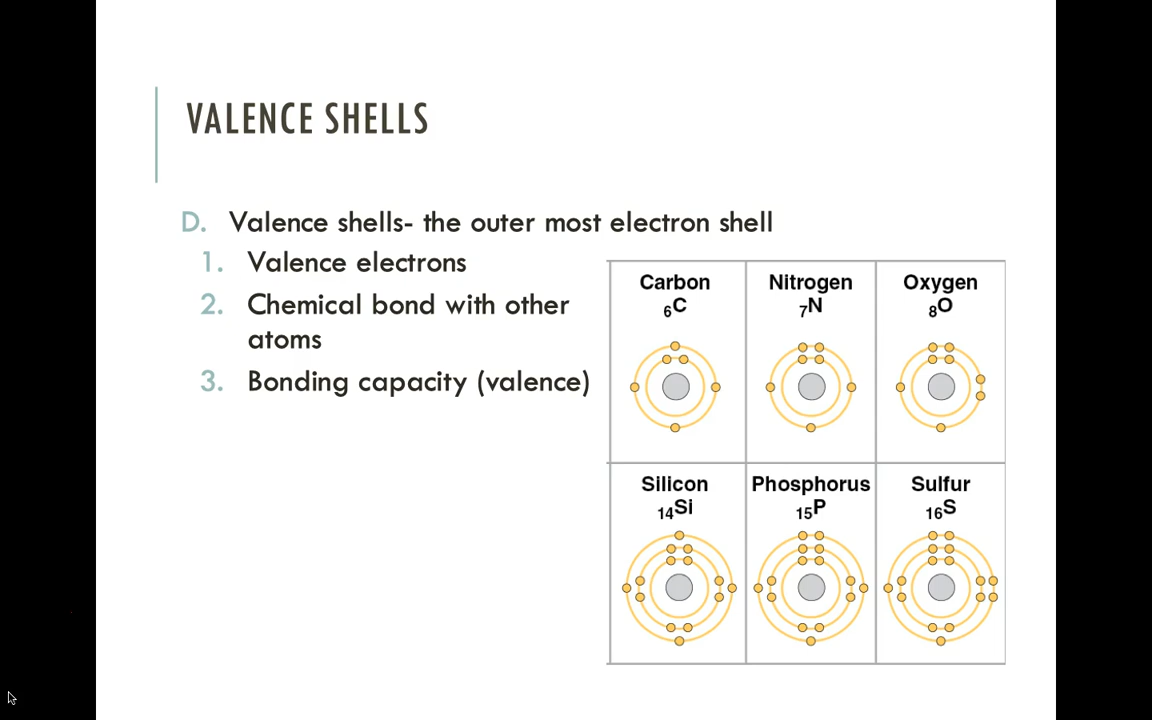 VALENCE SHELLS
D. Valence shells- the outer most electron shell
1. Valence electrons
2. Chemical bond with other
atoms
3. Bonding capacity (valence)
Carbon
₆C
Nitrogen
₇N
Oxygen
₈O
Silicon
₁₄Si
Phosphorus
₁₅P
Sulfur
₁₆S